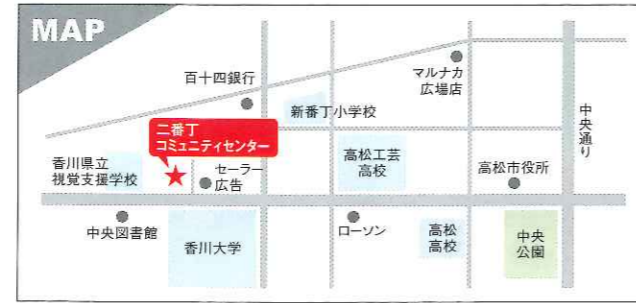 MAP
百十四銀行
マルナカ
広場店
新番丁小学校
中央通り
二番丁
コミュニティセンター
香川県立
視覚支援学校
セーラー
広告
高松工芸
高校
高松市役所
中央図書館
香川大学
ローソン
高松
高校
中央
公園